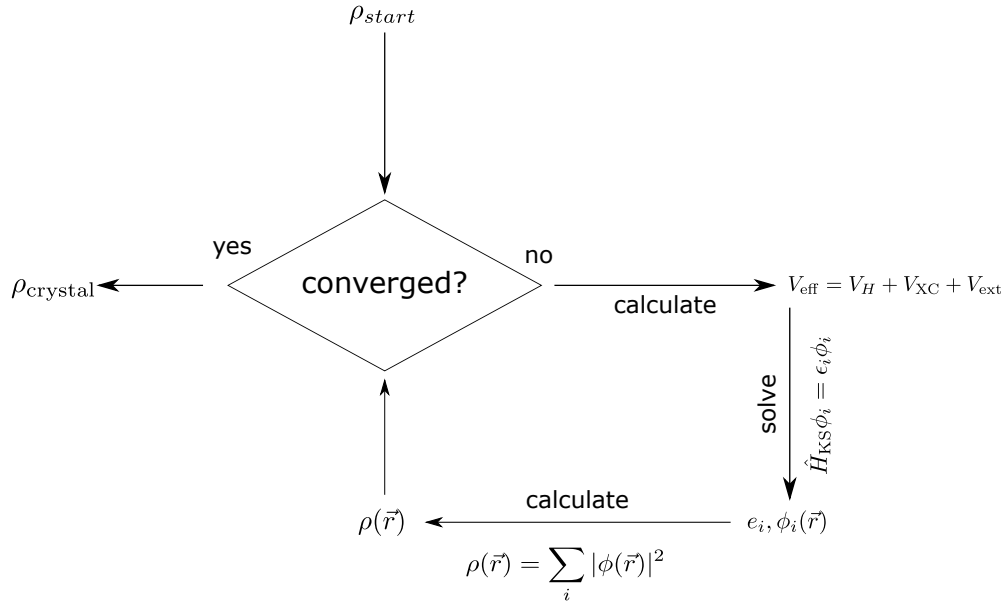 ρ_start
yes
no
ρ_crystal
converged?
calculate
V_eff = V_H + V_XC + V_ext
solve
Ĥ_KS ϕ_i = ϵ_i ϕ_i
calculate
ρ(r⃗)
e_i, ϕ_i(r⃗)
ρ(r⃗) = ∑_i |ϕ(r⃗)|²